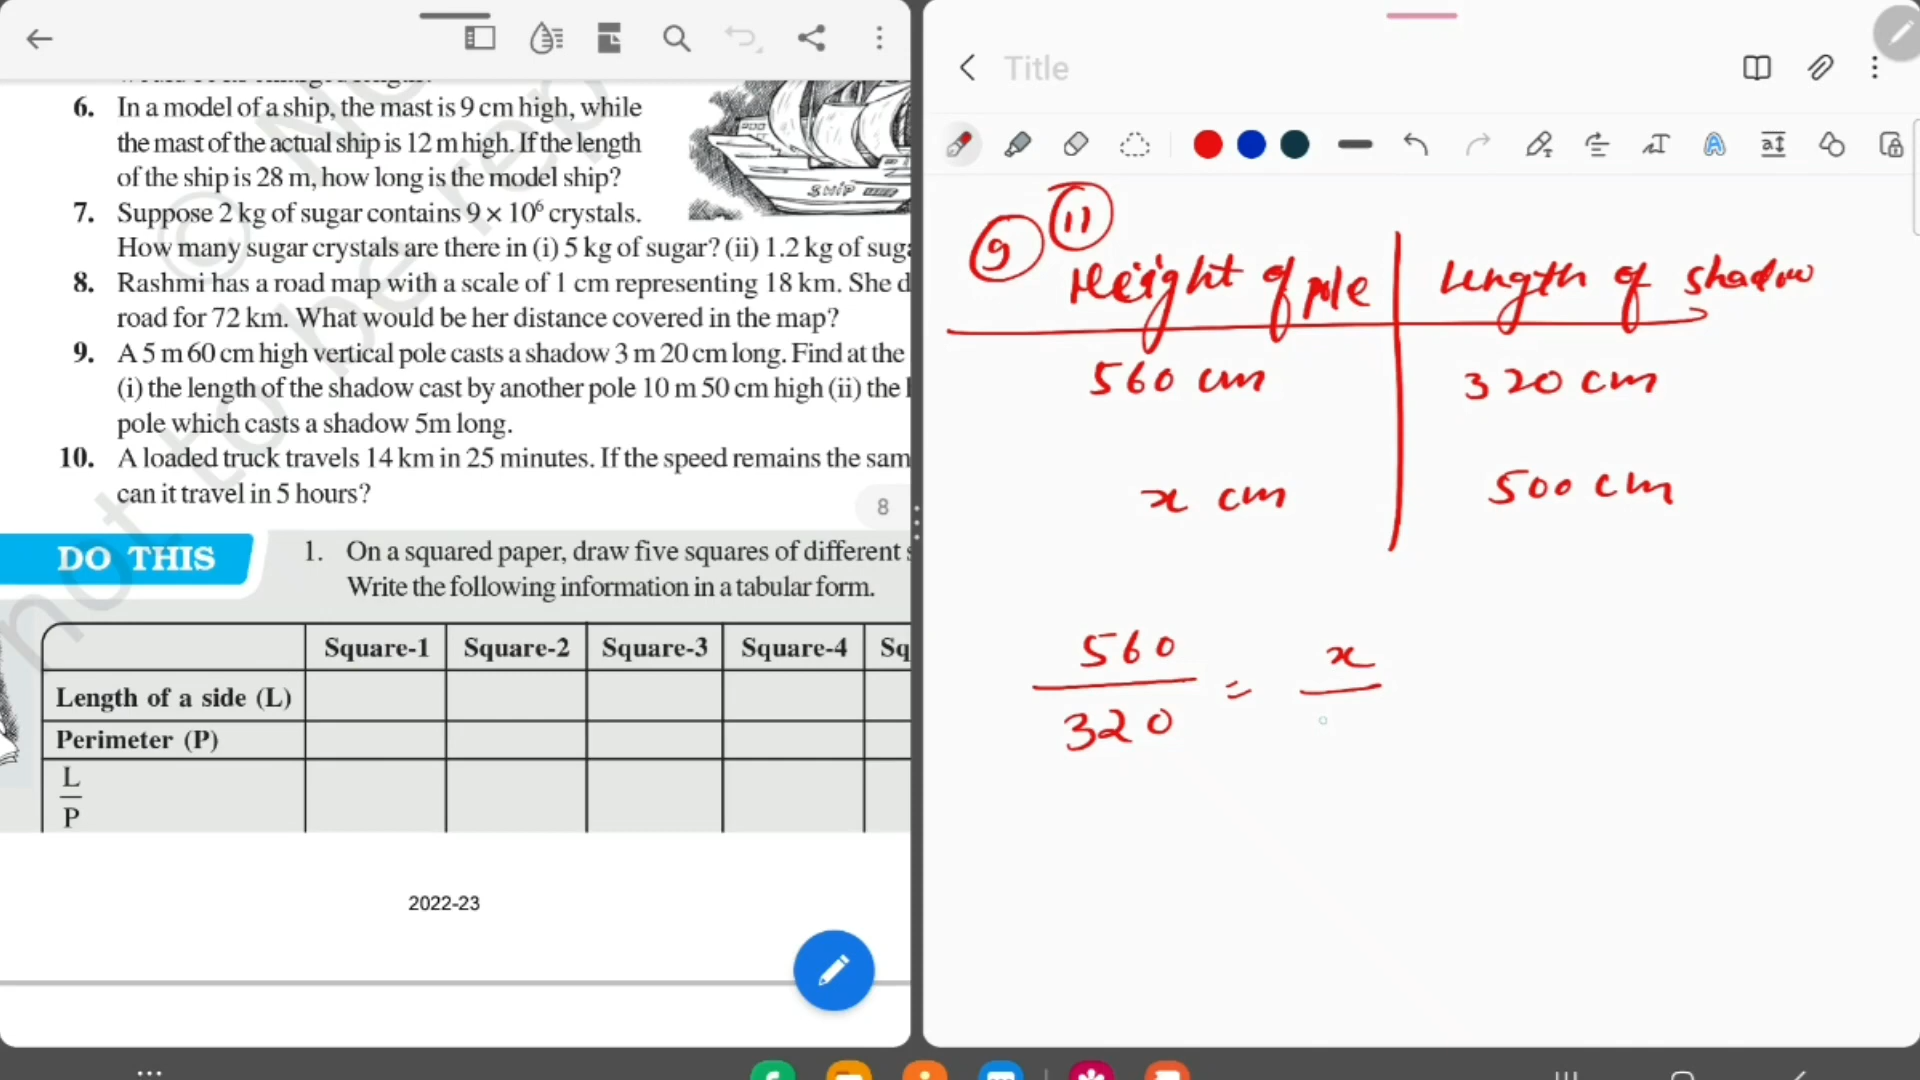 6. In a model of a ship, the mast is 9 cm high, while
the mast of the actual ship is 12 m high. If the length
of the ship is 28 m, how long is the model ship?
SHIP
7. Suppose 2 kg of sugar contains 9 × 10⁶ crystals.
How many sugar crystals are there in (i) 5 kg of sugar? (ii) 1.2 kg of
8. Rashmi has a road map with a scale of 1 cm representing 18 km. She
road for 72 km. What would be her distance covered in the map?
9. A 5 m 60 cm high vertical pole casts a shadow 3 m 20 cm long. Find at the
(i) the length of the shadow cast by another pole 10 m 50 cm high (ii) the
pole which casts a shadow 5m long.
10. A loaded truck travels 14 km in 25 minutes. If the speed remains the
can it travel in 5 hours?
8
DO THIS
1. On a squared paper, draw five squares of different
Write the following information in a tabular form.
Square-1 Square-2 Square-3 Square-4
Length of a side (L)
Perimeter (P)
L
P
2022-23
Title
9 11
Height of pole Length of shadow
560 cm 320 cm
x cm 500 cm
560 = x
320